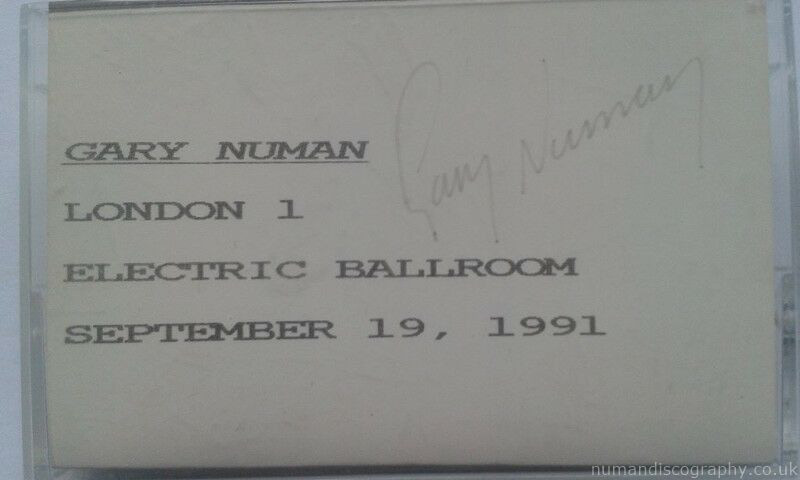 GARY NUMAN
Gary Numan
LONDON 1
ELECTRIC BALLROOM
SEPTEMBER 19, 1991
numandiscography.co.uk